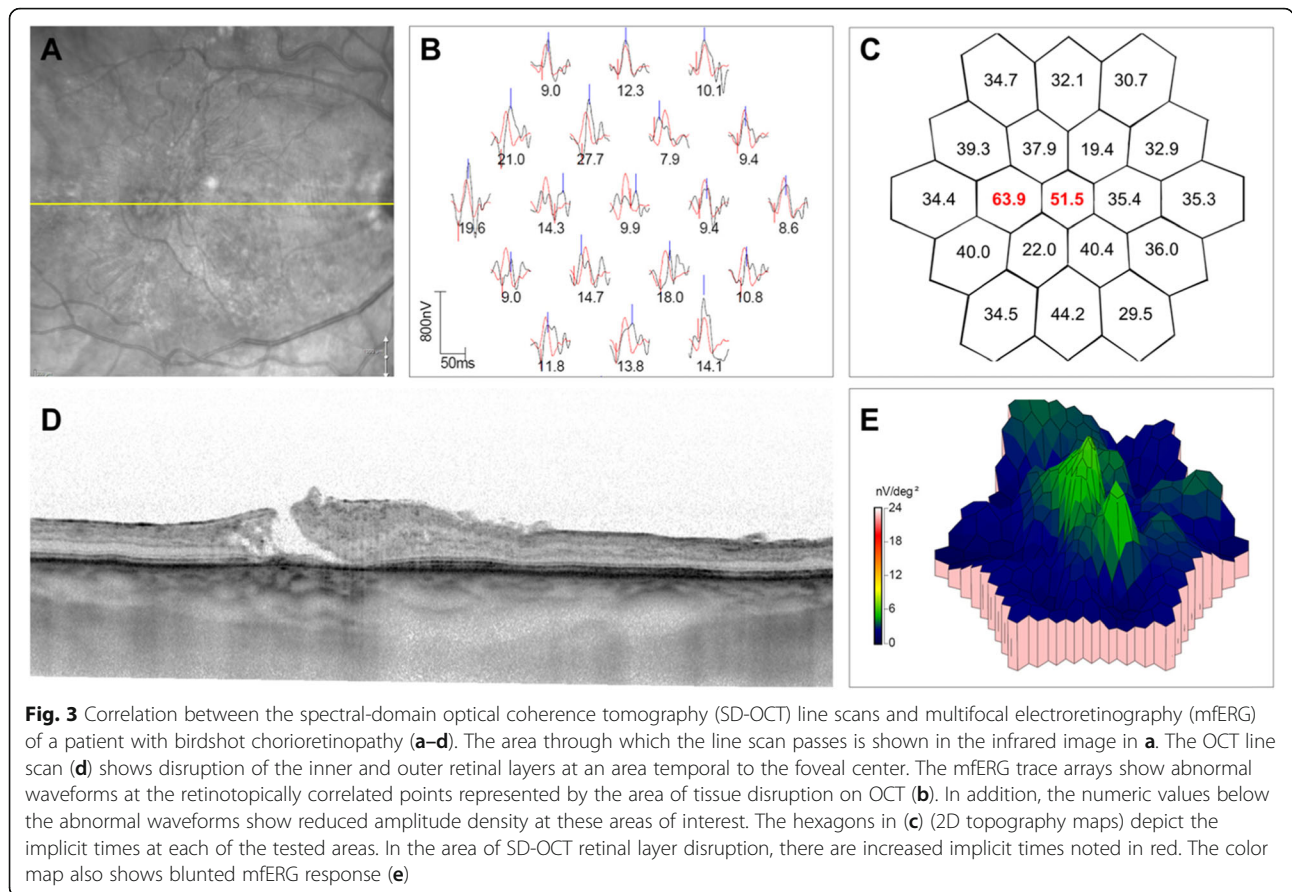 A
B
9.0 12.3 10.1
21.0 27.7 7.9 9.4
19.6 14.3 9.9 9.4 8.6
9.0 14.7 18.0 10.8
11.8 13.8 14.1
800nV
50ms
C
34.7 32.1 30.7
39.3 37.9 19.4 32.9
34.4 63.9 51.5 35.4 35.3
40.0 22.0 40.4 36.0
34.5 44.2 29.5
D
E
nV/deg²
24
18
12
6
0
Fig. 3 Correlation between the spectral-domain optical coherence tomography (SD-OCT) line scans and multifocal electroretinography (mfERG)
of a patient with birdshot chorioretinopathy (a–d). The area through which the line scan passes is shown in the infrared image in a. The OCT line
scan (d) shows disruption of the inner and outer retinal layers at an area temporal to the foveal center. The mfERG trace arrays show abnormal
waveforms at the retinotopically correlated points represented by the area of tissue disruption on OCT (b). In addition, the numeric values below
the abnormal waveforms show reduced amplitude density at these areas of interest. The hexagons in (c) (2D topography maps) depict the
implicit times at each of the tested areas. In the area of SD-OCT retinal layer disruption, there are increased implicit times noted in red. The color
map also shows blunted mfERG response (e)